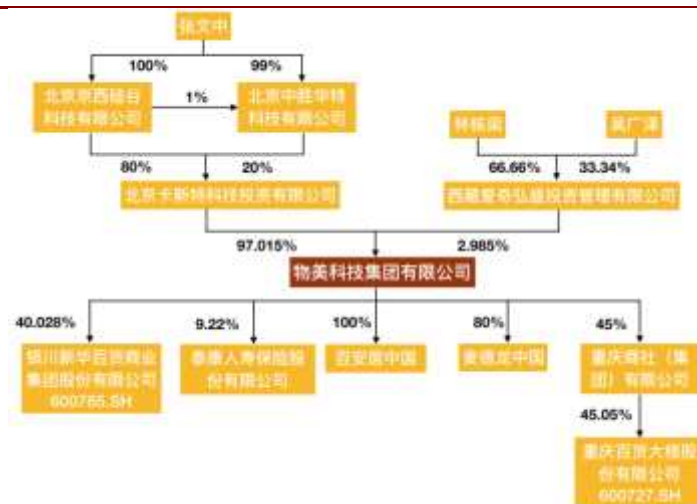 张文中
100%
99%
北京京西硅谷
科技有限公司
1%
北京中胜华特
科技有限公司
吴广泽
80%
20%
66.66%
33.34%
北京卡斯特科技投资有限公司
西藏爱奇弘盛投资管理有限公司
97.015%
2.985%
物美科技集团有限公司
40.028%
9.22%
100%
80%
45%
银川新华百货商业
集团股份有限公司
600785.SH
泰康人寿保险股
份有限公司
百安居中国
麦德龙中国
重庆商社（集
团）有限公司
45.05%
重庆百货大楼股
份有限公司
600727.SH